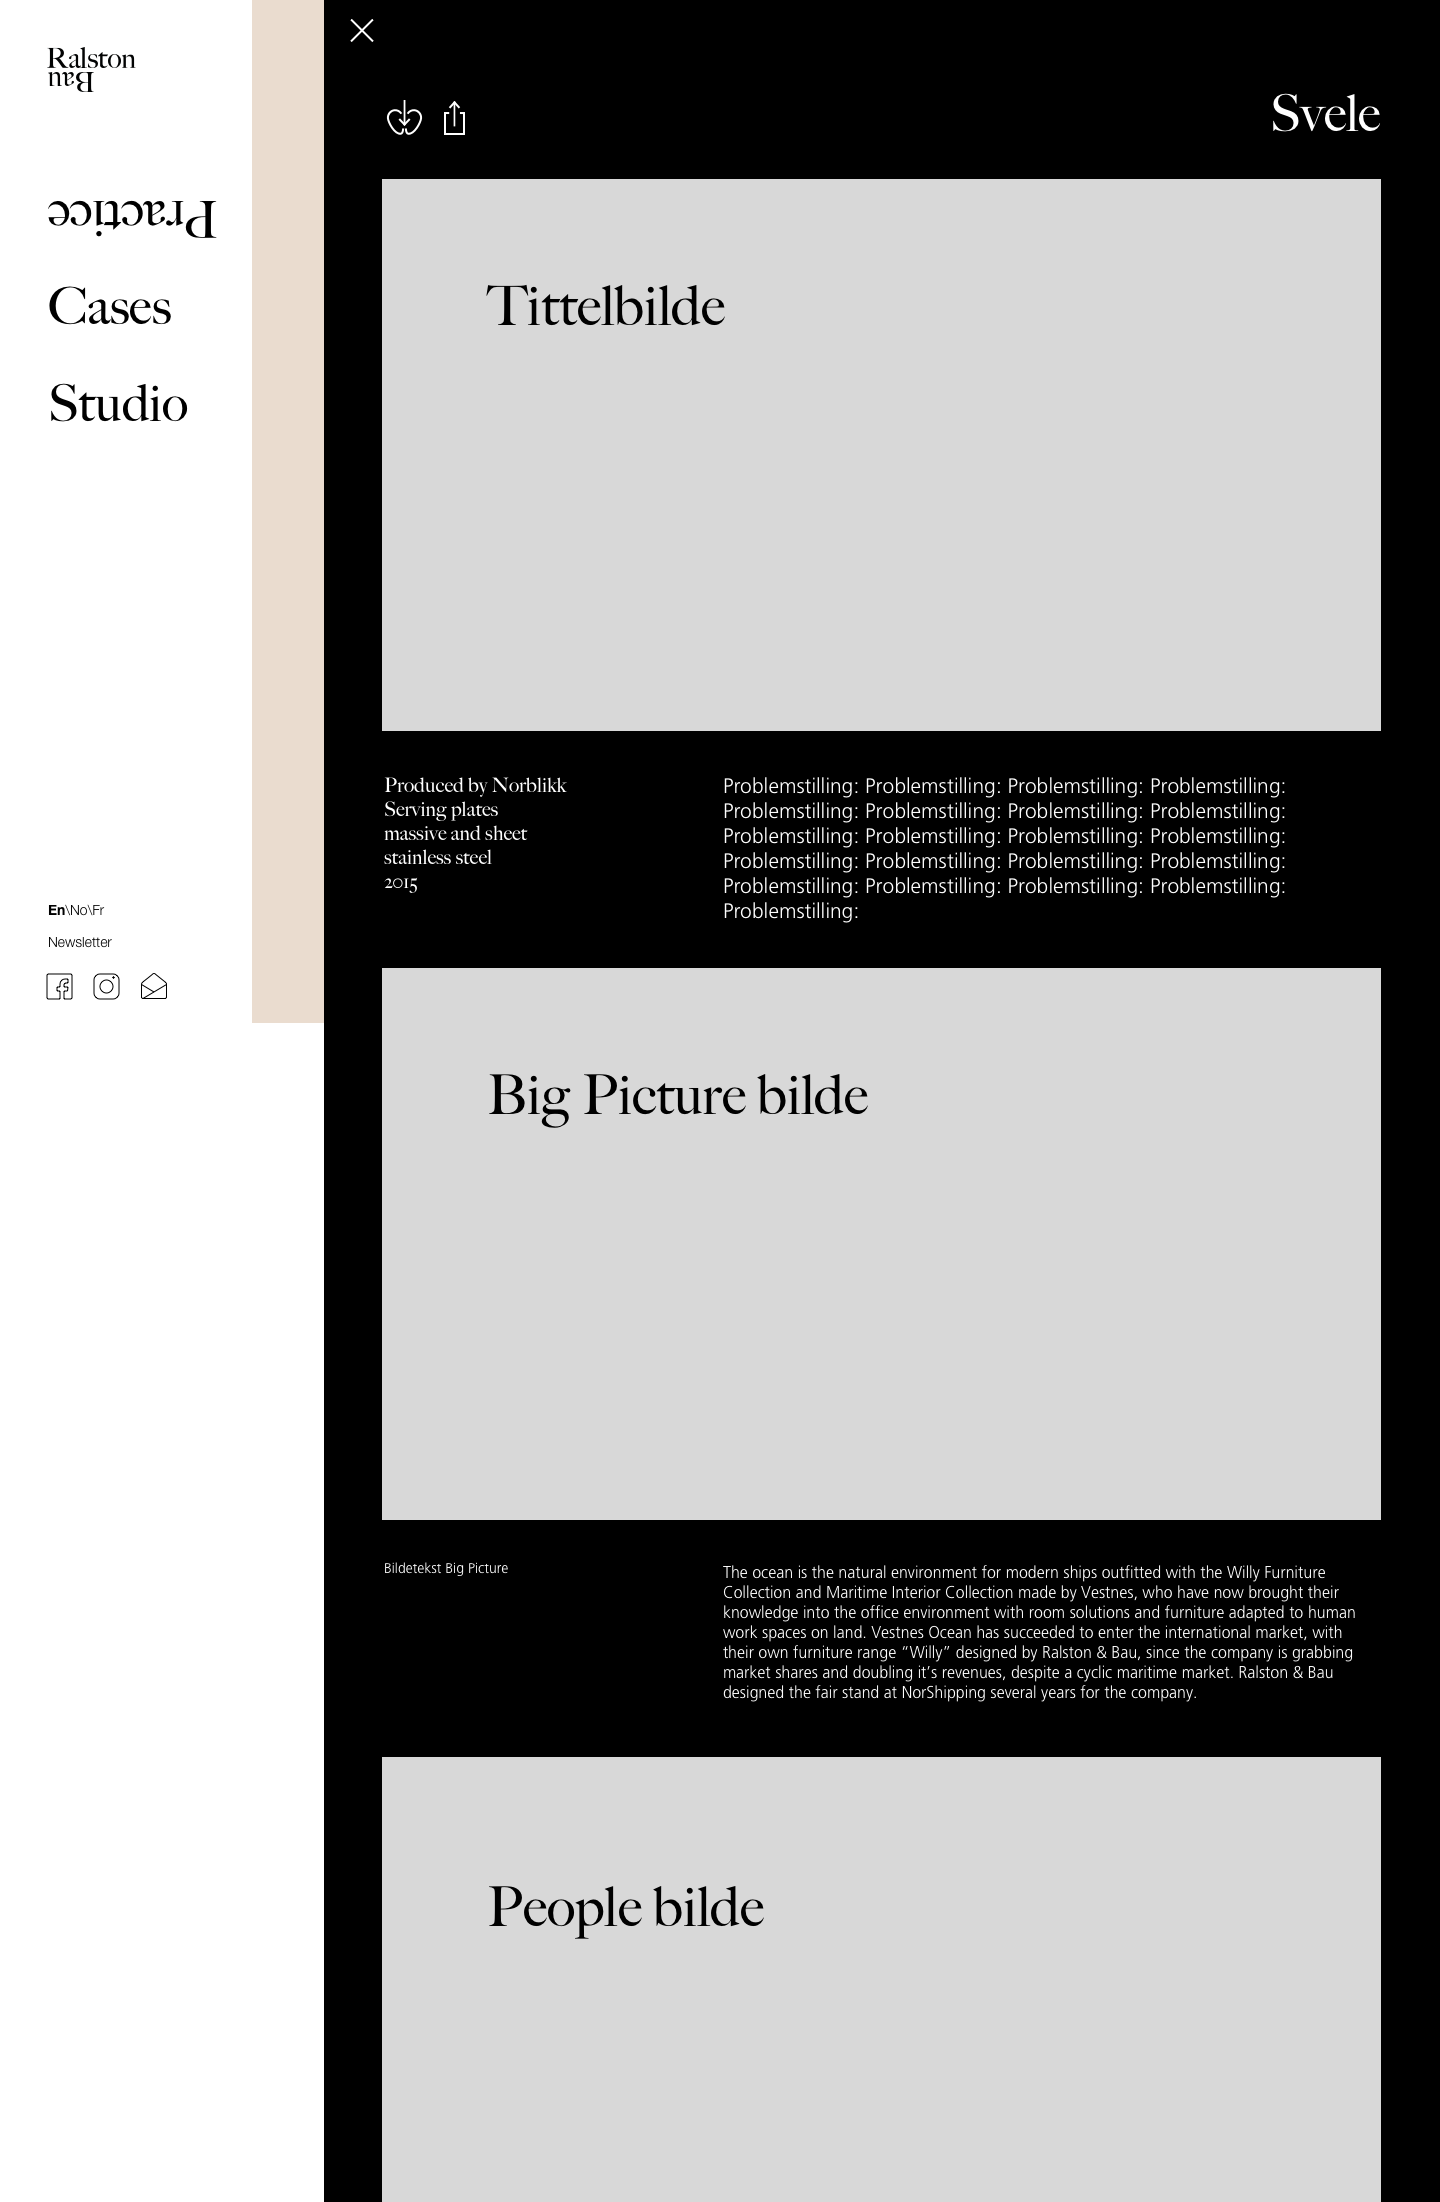 Ralston
Bau
Practice
Cases
Studio
En\No\Fr
Newsletter
Svele
Tittelbilde
Produced by Norblikk
Serving plates
massive and sheet
stainless steel
2015
Problemstilling: Problemstilling: Problemstilling: Problemstilling:
Problemstilling: Problemstilling: Problemstilling: Problemstilling:
Problemstilling: Problemstilling: Problemstilling: Problemstilling:
Problemstilling: Problemstilling: Problemstilling: Problemstilling:
Problemstilling: Problemstilling: Problemstilling: Problemstilling:
Problemstilling:
Big Picture bilde
Bildetekst Big Picture
The ocean is the natural environment for modern ships outfitted with the Willy Furniture
Collection and Maritime Interior Collection made by Vestnes, who have now brought their
knowledge into the office environment with room solutions and furniture adapted to human
work spaces on land. Vestnes Ocean has succeeded to enter the international market, with
their own furniture range “Willy” designed by Ralston & Bau, since the company is grabbing
market shares and doubling it’s revenues, despite a cyclic maritime market. Ralston & Bau
designed the fair stand at NorShipping several years for the company.
People bilde